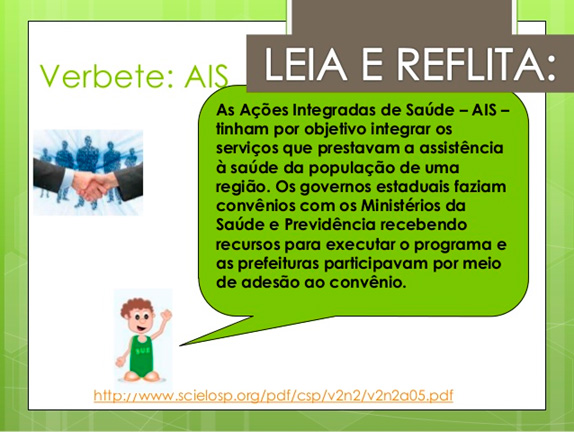 Verbete: AIS
LEIA E REFLITA:
As Ações Integradas de Saúde – AIS –
tinham por objetivo integrar os
serviços que prestavam a assistência
à saúde da população de uma
região. Os governos estaduais faziam
convênios com os Ministérios da
Saúde e Previdência recebendo
recursos para executar o programa e
as prefeituras participavam por meio
de adesão ao convênio.
SUS
http://www.scielosp.org/pdf/csp/v2n2/v2n2a05.pdf